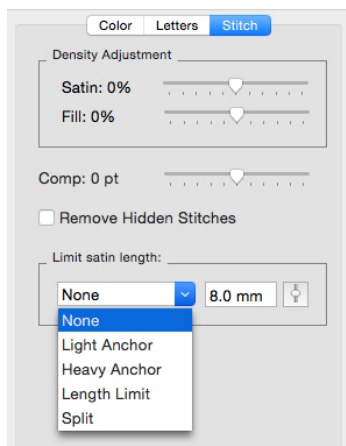 Color Letters Stitch
Density Adjustment
Satin: 0%
Fill: 0%
Comp: 0 pt
Remove Hidden Stitches
Limit satin length:
None 8.0 mm
None
Light Anchor
Heavy Anchor
Length Limit
Split